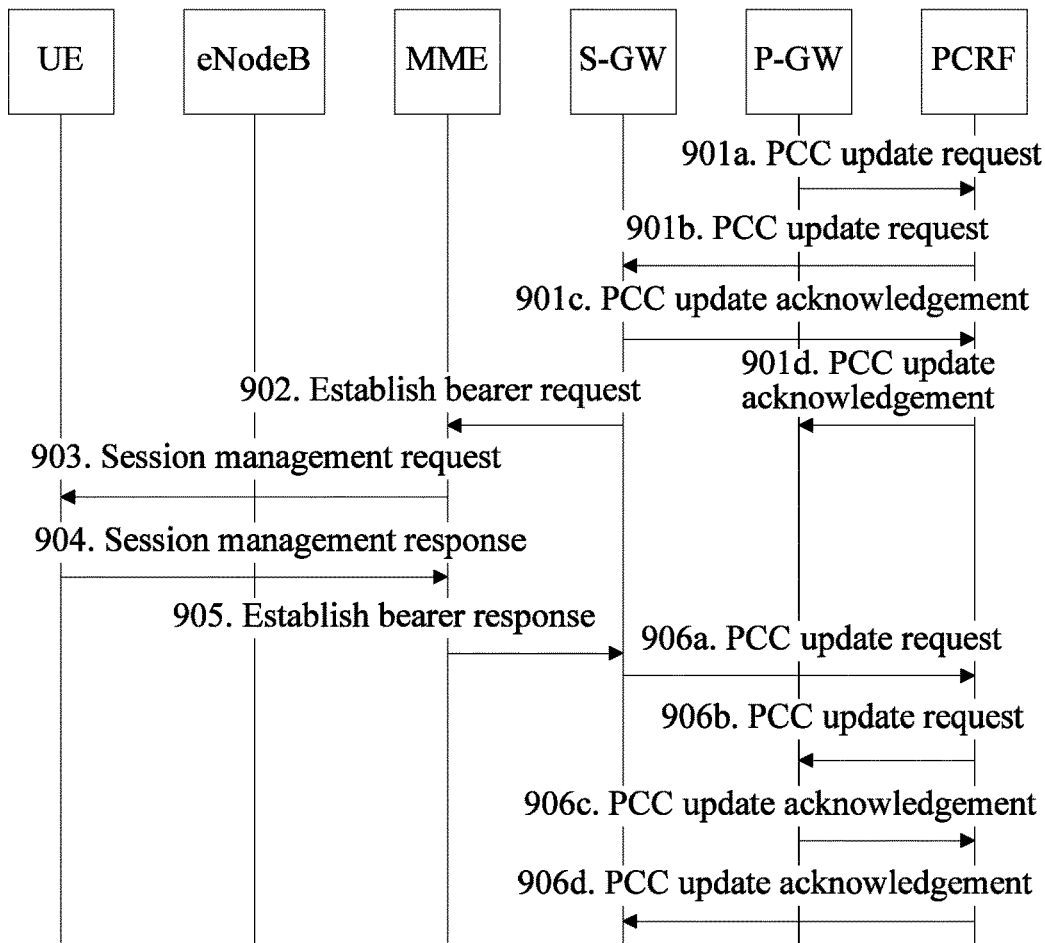 UE
eNodeB
MME
S-GW
P-GW
PCRF
901a. PCC update request
901b. PCC update request
901c. PCC update acknowledgement
901d. PCC update
acknowledgement
902. Establish bearer request
903. Session management request
904. Session management response
905. Establish bearer response
906a. PCC update request
906b. PCC update request
906c. PCC update acknowledgement
906d. PCC update acknowledgement